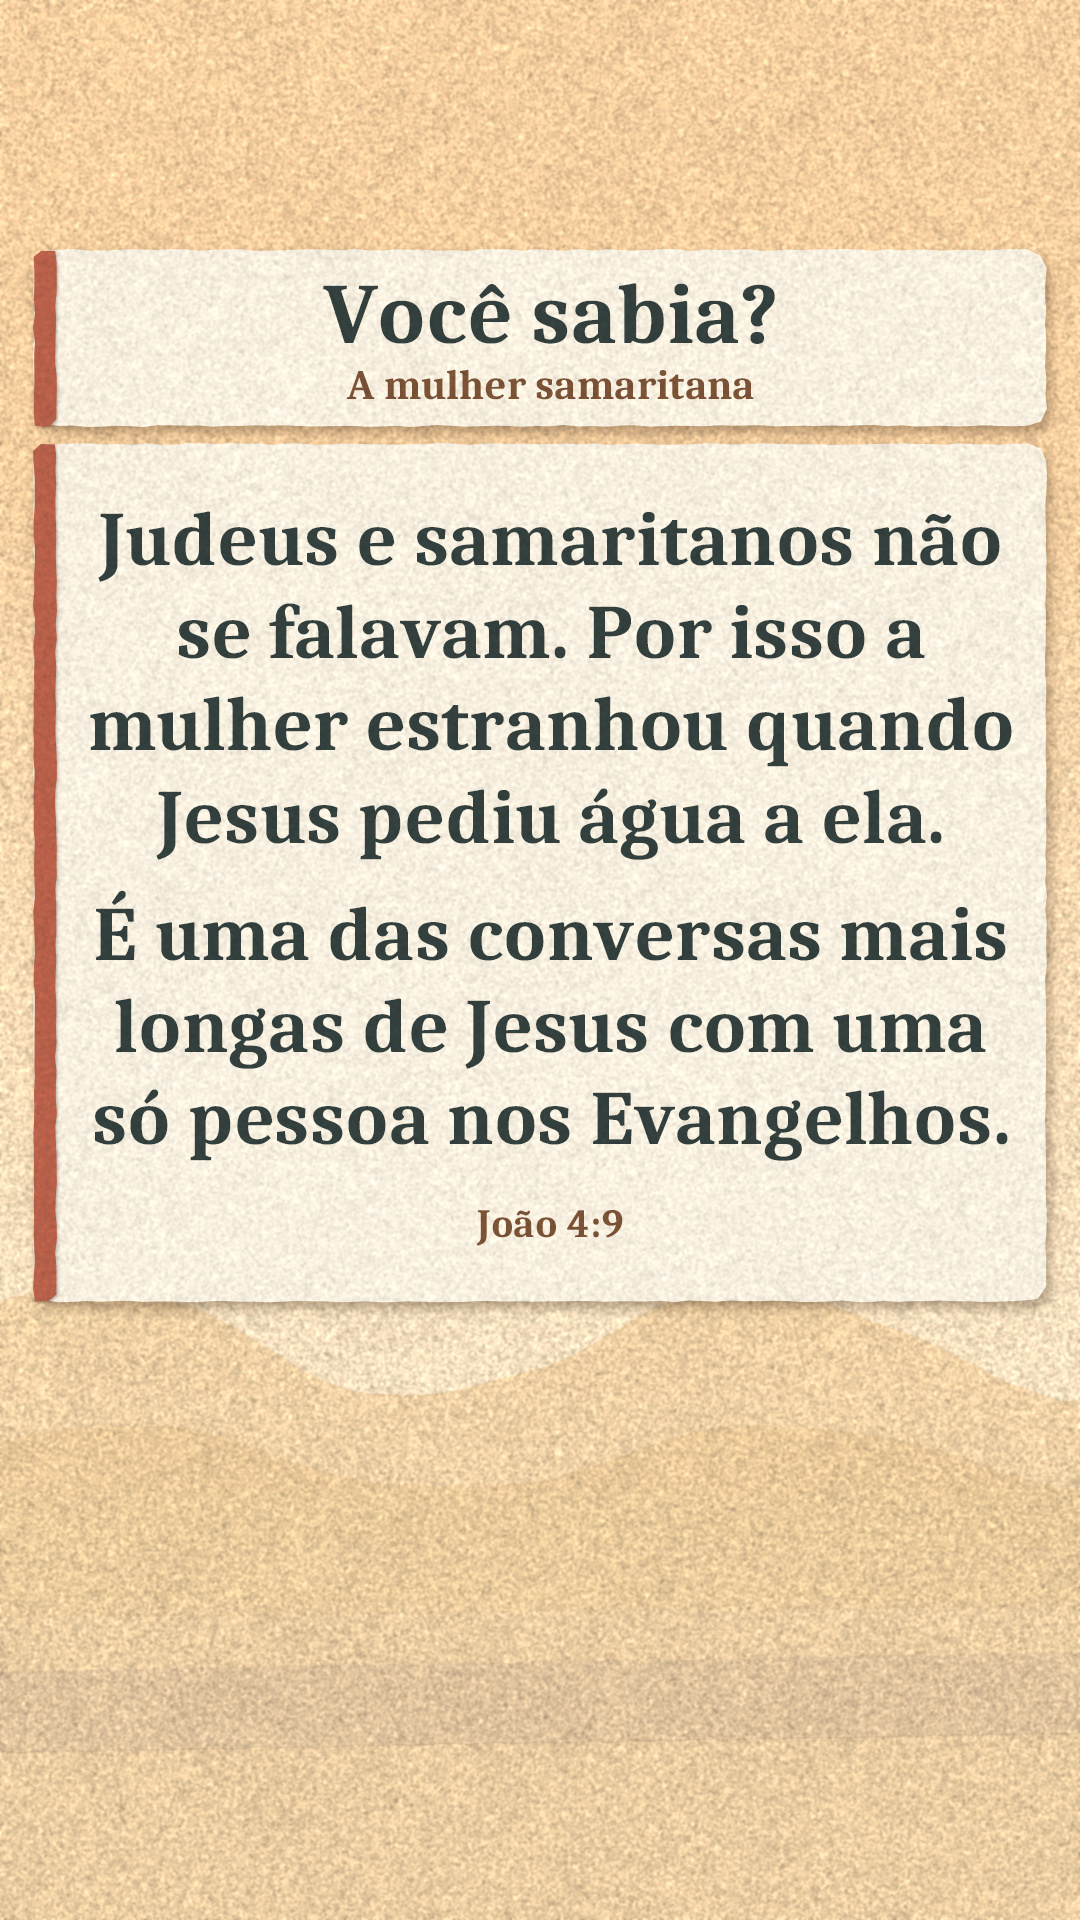 Você sabia?
A mulher samaritana
Judeus e samaritanos não
se falavam. Por isso a
mulher estranhou quando
Jesus pediu água a ela.
É uma das conversas mais
longas de Jesus com uma
só pessoa nos Evangelhos.
João 4:9